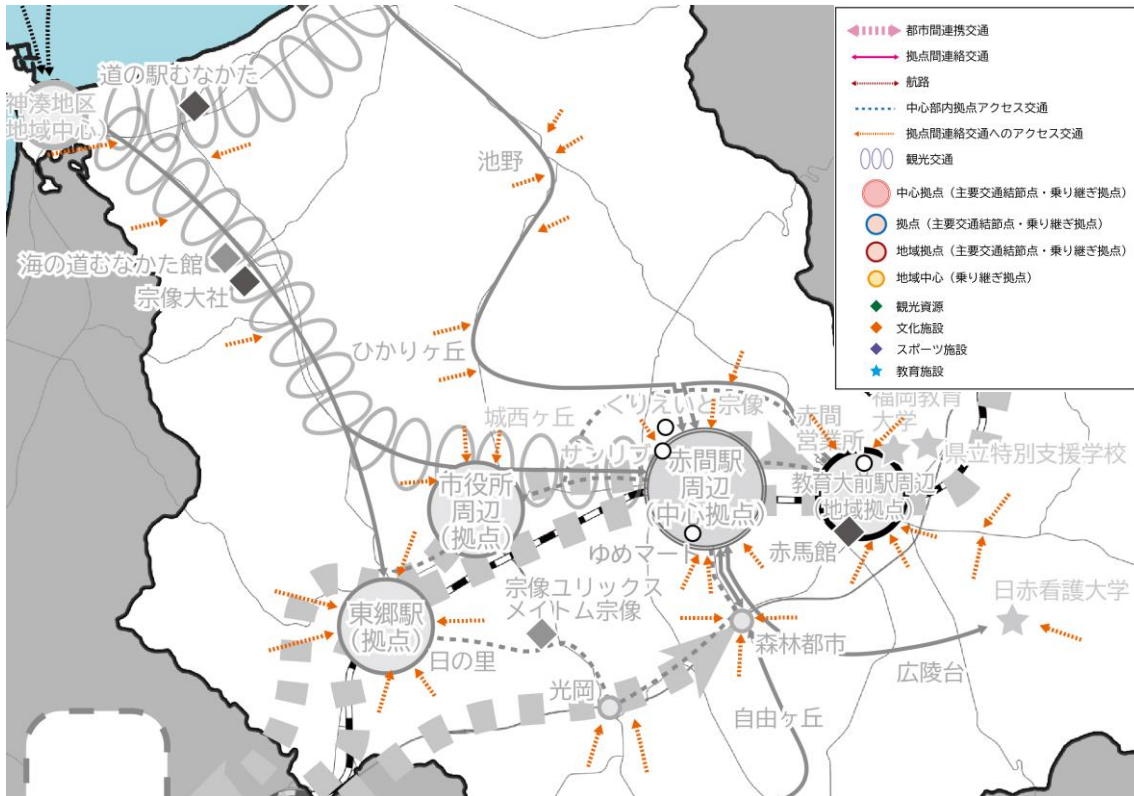 都市間連携交通
拠点間連絡交通
航路
中心部内拠点アクセス交通
拠点間連絡交通へのアクセス交通
観光交通
中心拠点（主要交通結節点・乗り継ぎ拠点）
拠点（主要交通結節点・乗り継ぎ拠点）
地域拠点（主要交通結節点・乗り継ぎ拠点）
地域中心（乗り継ぎ拠点）
観光資源
文化施設
スポーツ施設
教育施設
道の駅むなかた
神湊地区
地域中心）
池野
海の道むなかた館
宗像大社
ひかりヶ丘
城西ヶ丘
くりえいと宗像
サンリブ
赤間
営業所
福岡教育
大学
県立特別支援学校
市役所
周辺
（拠点）
赤間駅
周辺
（中心拠点）
教育大前駅周辺
（地域拠点）
ゆめマート
赤馬館
宗像ユリックス
メイトム宗像
東郷駅
（拠点）
日の里
日赤看護大学
森林都市
広陵台
光岡
自由ヶ丘